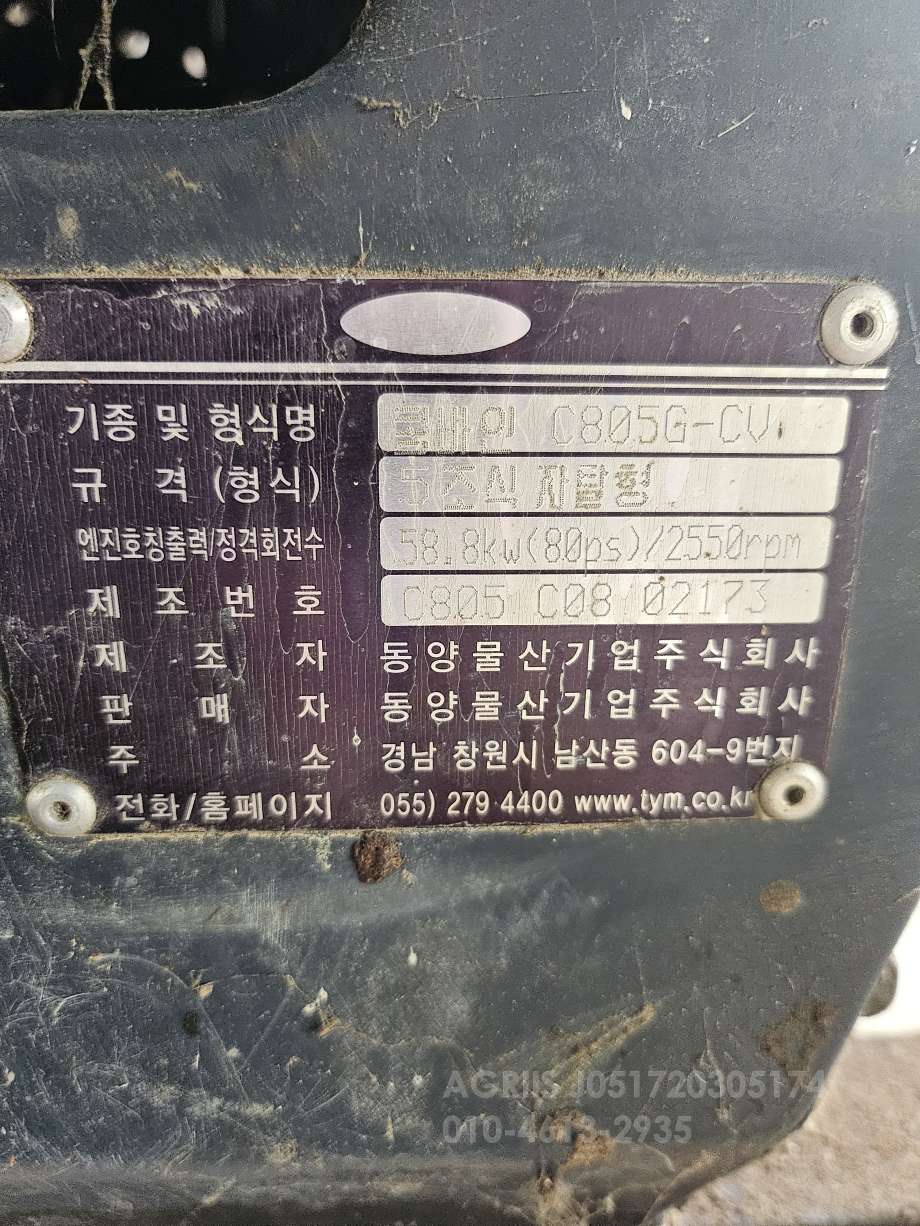 기종 및 형식명 콤바인 C805G-CV
규 격 (형식) 5조식 자탈형
엔진호칭출력/정격회전수 58.8kw(80ps)/2550rpm
제 조 번 호 C805 C08 02173
제 조 자 동양물산기업주식회사
판 매 자 동양물산기업주식회사
주 소 경남 창원시 남산동 604-9번지
전화/홈페이지 055) 279 4400 www.tym.co.kr
AGRIIS J051720305174
010-4613-2935